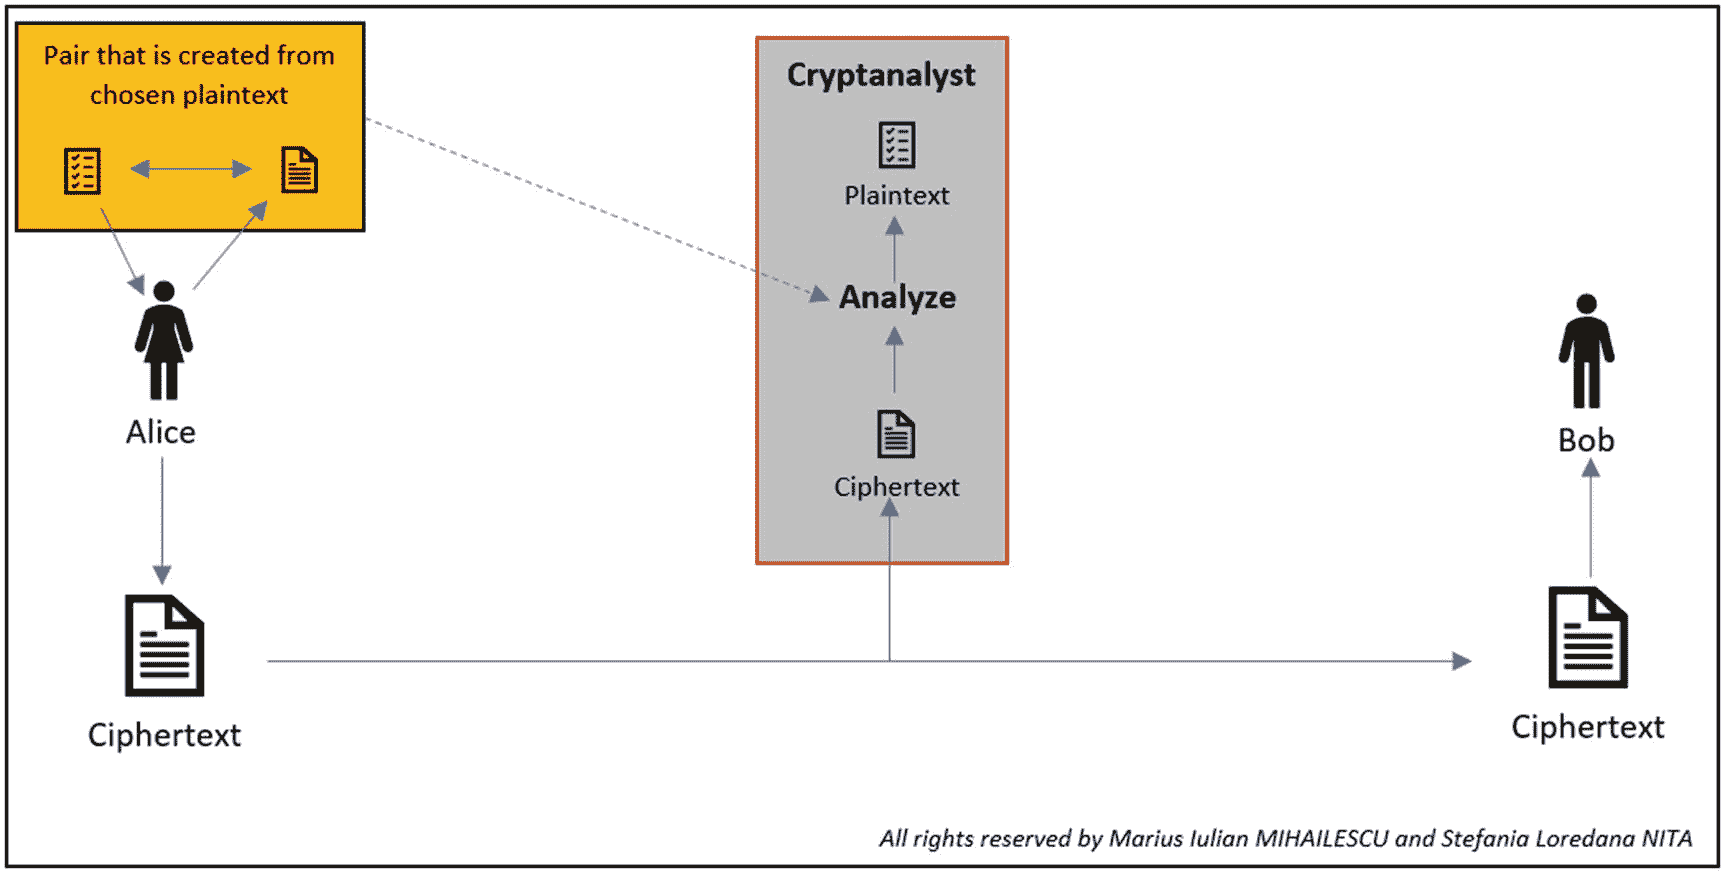 Pair that is created from
chosen plaintext
Cryptanalyst
Plaintext
Analyze
Ciphertext
Alice
Ciphertext
Bob
Ciphertext
All rights reserved by Marius Iulian MIHAILESCU and Stefania Loredana NITA